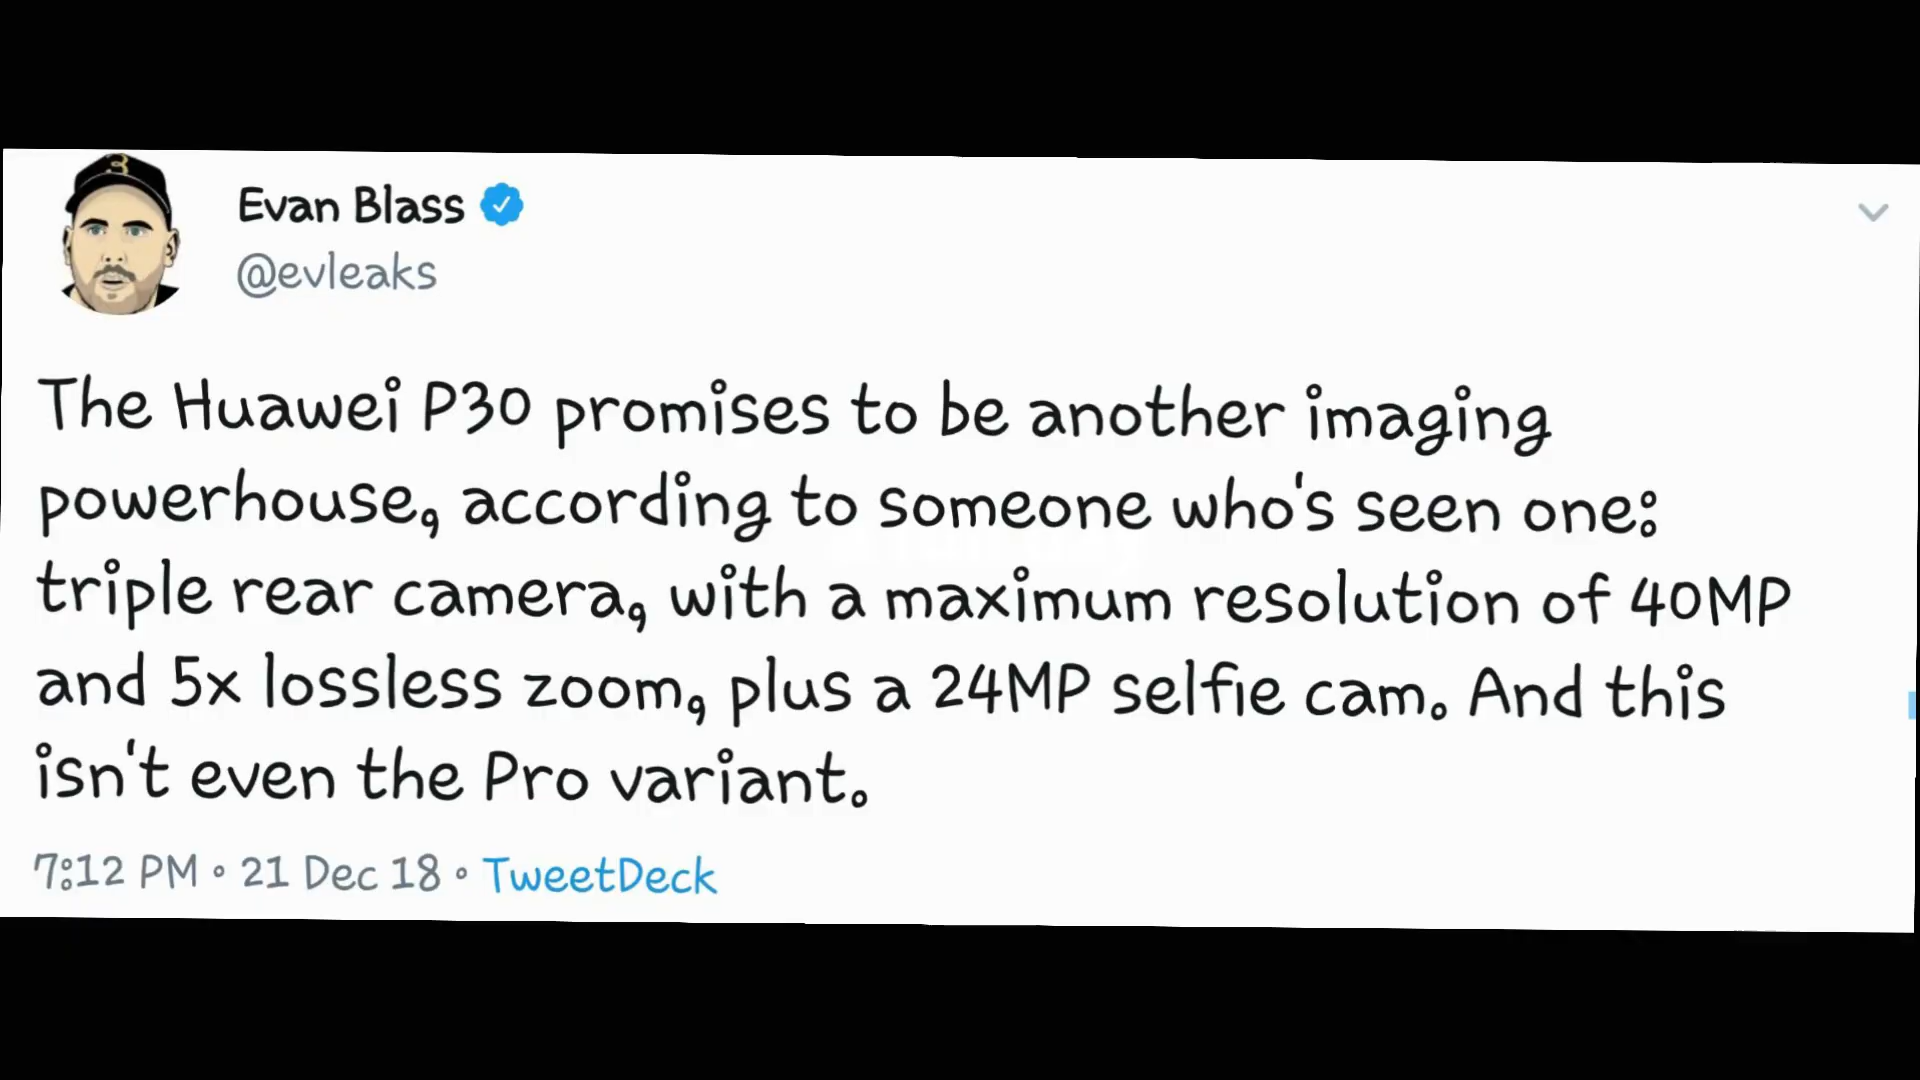 Evan Blass
@evleaks
The Huawei P30 promises to be another imaging
powerhouse, according to someone who's seen one:
triple rear camera, with a maximum resolution of 40MP
and 5x lossless zoom, plus a 24MP selfie cam. And this
isn't even the Pro variant.
7:12 PM • 21 Dec 18 • TweetDeck